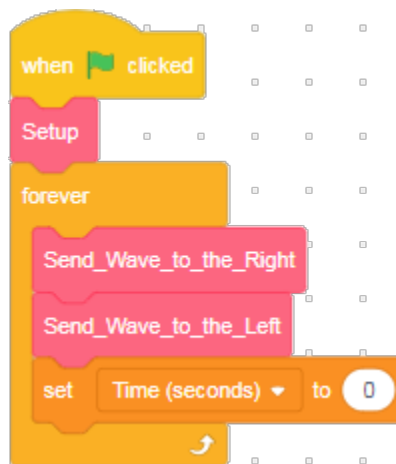 when clicked
Setup
forever
Send_Wave_to_the_Right
Send_Wave_to_the_Left
set Time (seconds) to 0